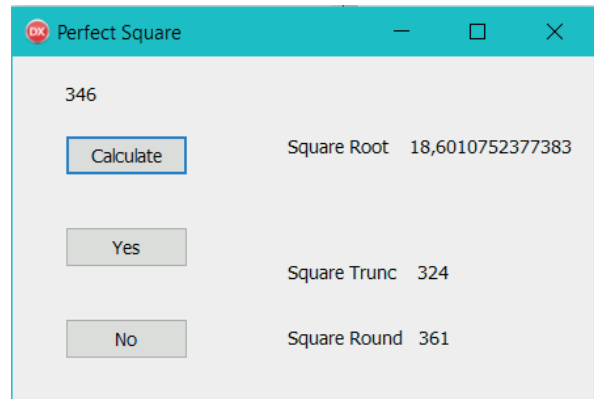 DX Perfect Square
346
Calculate
Square Root 18,6010752377383
Yes
Square Trunc 324
No
Square Round 361